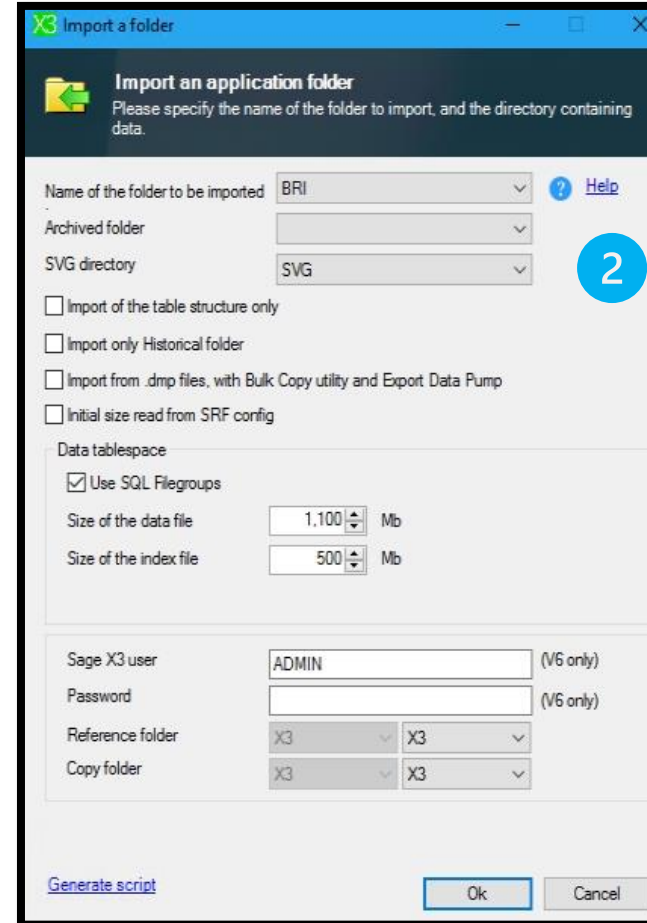 X3 Import a folder
Import an application folder
Please specify the name of the folder to import, and the directory containing
data.
Name of the folder to be imported BRI ? Help
:
Archived folder
SVG directory SVG
2
Import of the table structure only
Import only Historical folder
Import from .dmp files, with Bulk Copy utility and Export Data Pump
Initial size read from SRF config
Data tablespace
Use SQL Filegroups
Size of the data file 1,100 Mb
Size of the index file 500 Mb
Sage X3 user ADMIN (V6 only)
Password (V6 only)
Reference folder X3 X3
Copy folder X3 X3
Generate script Ok Cancel